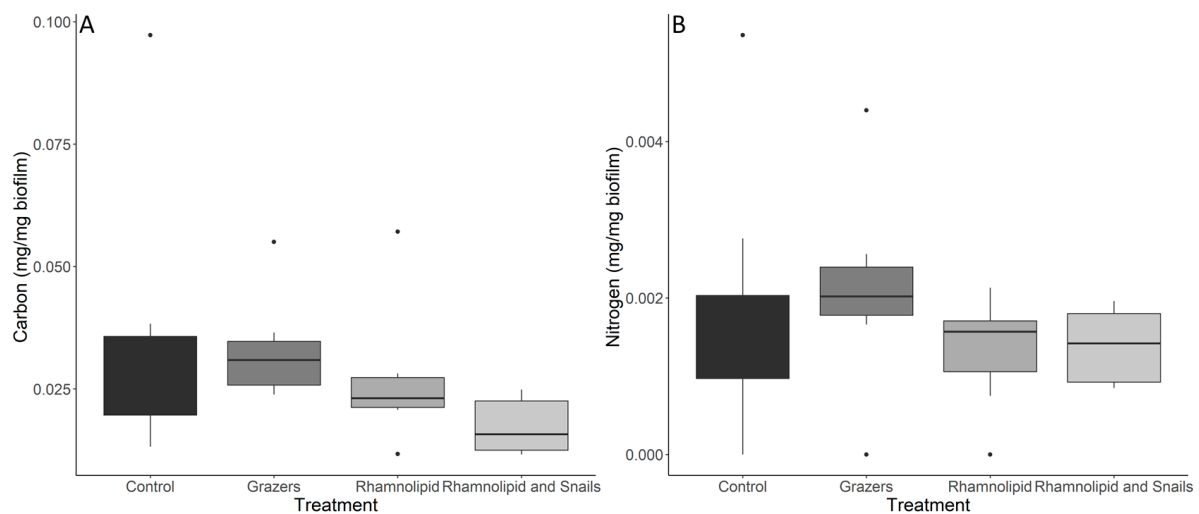 A
Carbon (mg/mg biofilm)
0.100
0.075
0.050
0.025
Control
Grazers
Rhamnolipid
Rhamnolipid and Snails
Treatment
B
Nitrogen (mg/mg biofilm)
0.004
0.002
0.000
Control
Grazers
Rhamnolipid
Rhamnolipid and Snails
Treatment